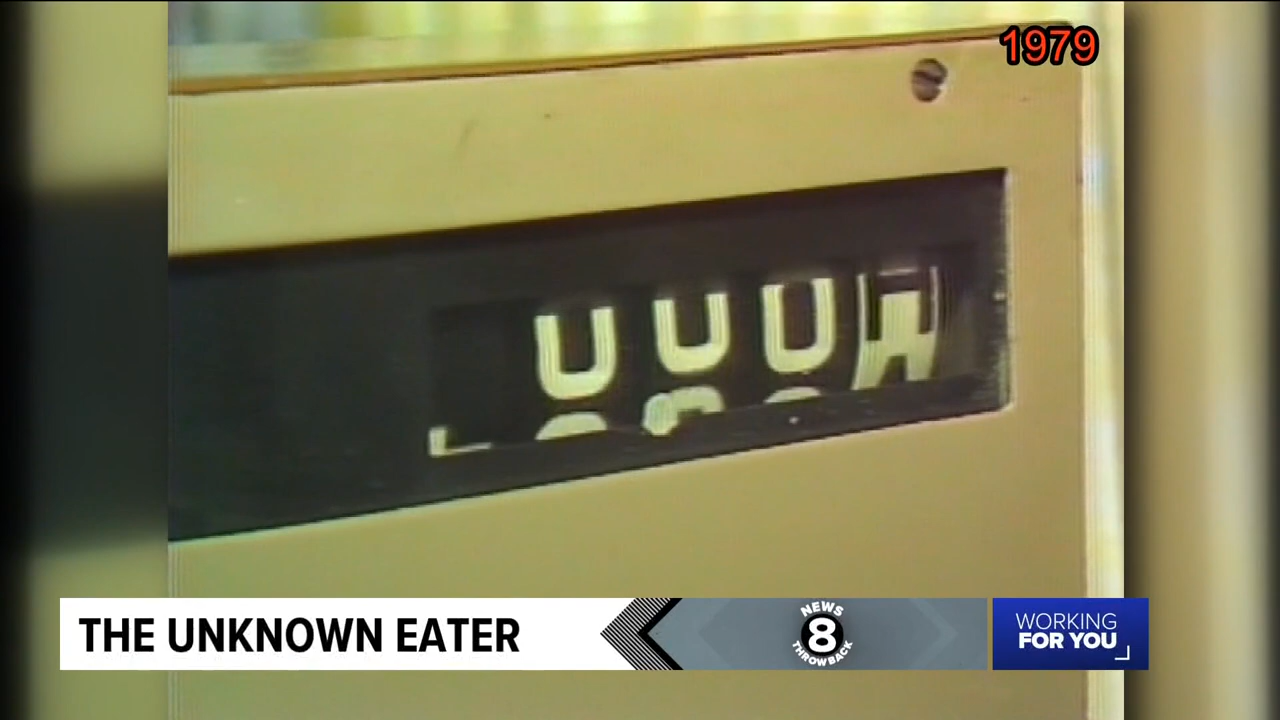 1979
THE UNKNOWN EATER
NEWS
8
THROWBACK
WORKING
FOR YOU